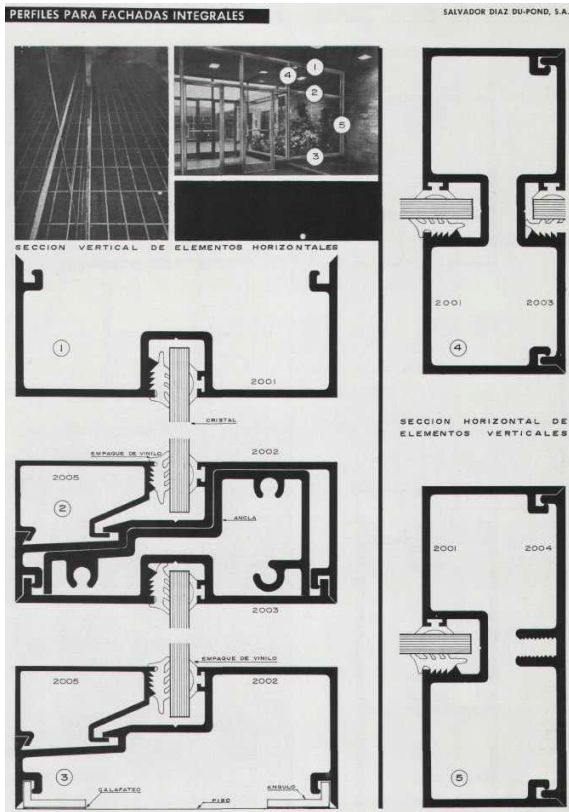 PERFILES PARA FACHADAS INTEGRALES
SALVADOR DIAZ DU-POND, S.A.
4
1
2
5
3
SECCION VERTICAL DE ELEMENTOS HORIZONTALES
1
2001
CRISTAL
EMPAQUE DE VINILO
2002
2005
2
ANCLA
2003
EMPAQUE DE VINILO
2005
2002
3
CALAFATEO
PISO
ANGULO
2001
2003
4
SECCION HORIZONTAL DE
ELEMENTOS VERTICALES
2001
2004
5